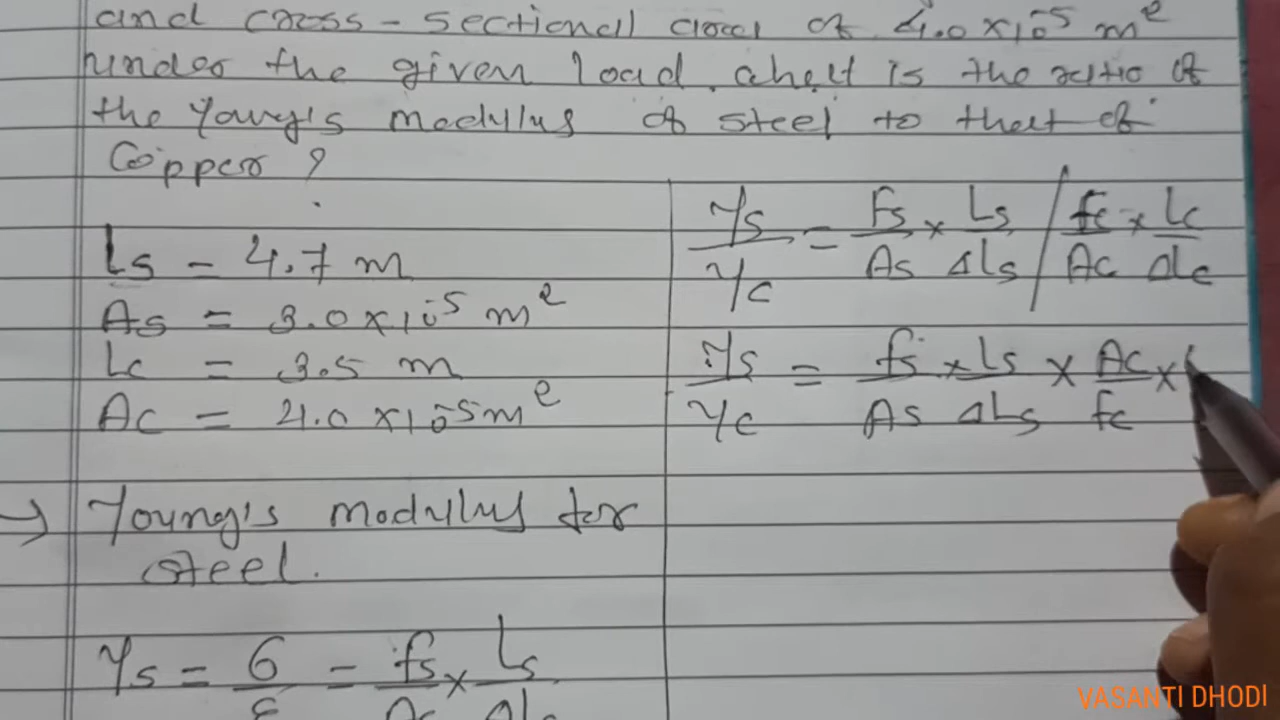 and cross-sectional area of 4.0×10⁻⁵ m²
under the given load. what is the ratio of
the Young's modulus of steel to that of
Copper ?
Ls = 4.7 m
As = 3.0×10⁻⁵ m²
Lc = 3.5 m
Ac = 4.0×10⁻⁵ m²
→ Young's modulus for
steel.
Ys = 6/ε = fs/As × Ls/ΔLs
Ys/Yc = Fs/As × Ls/ΔLs / fc/Ac × Lc/ΔLc
Ys/Yc = fs/As × Ls/ΔLs × Ac/fc ×
VASANTI DHODI